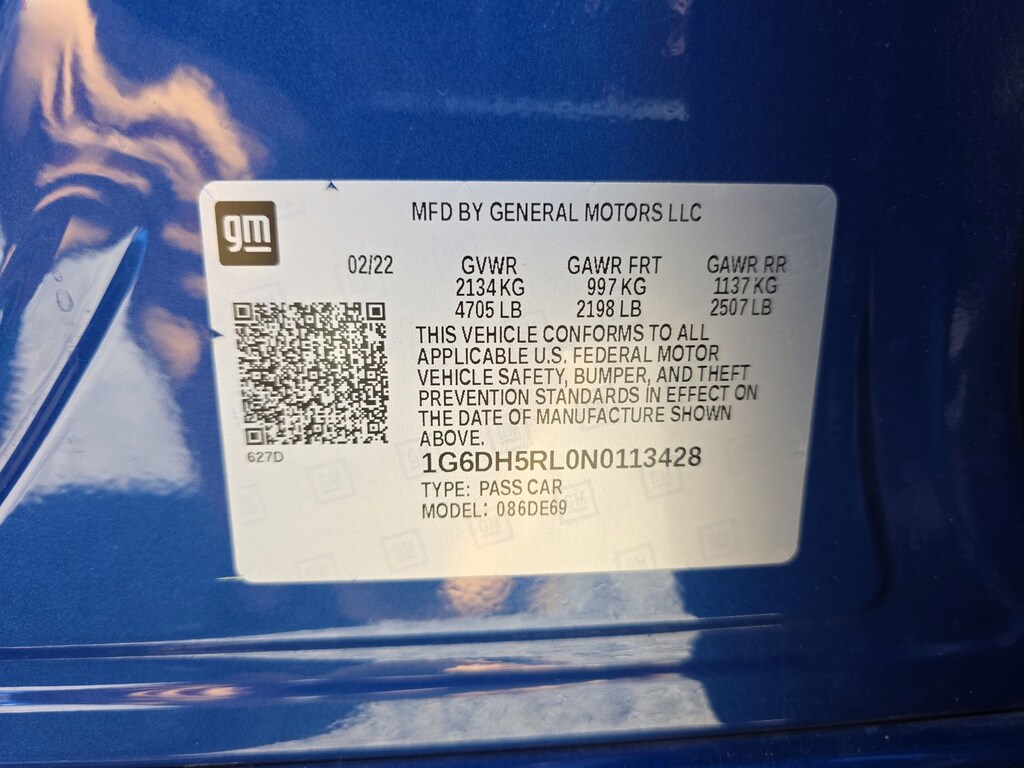 gm
MFD BY GENERAL MOTORS LLC
02/22 GVWR GAWR FRT GAWR RR
2134 KG 997 KG 1137 KG
4705 LB 2198 LB 2507 LB
THIS VEHICLE CONFORMS TO ALL
APPLICABLE U.S. FEDERAL MOTOR
VEHICLE SAFETY, BUMPER, AND THEFT
PREVENTION STANDARDS IN EFFECT ON
THE DATE OF MANUFACTURE SHOWN
ABOVE.
627D
1G6DH5RL0N0113428
TYPE: PASS CAR
MODEL: 086DE69